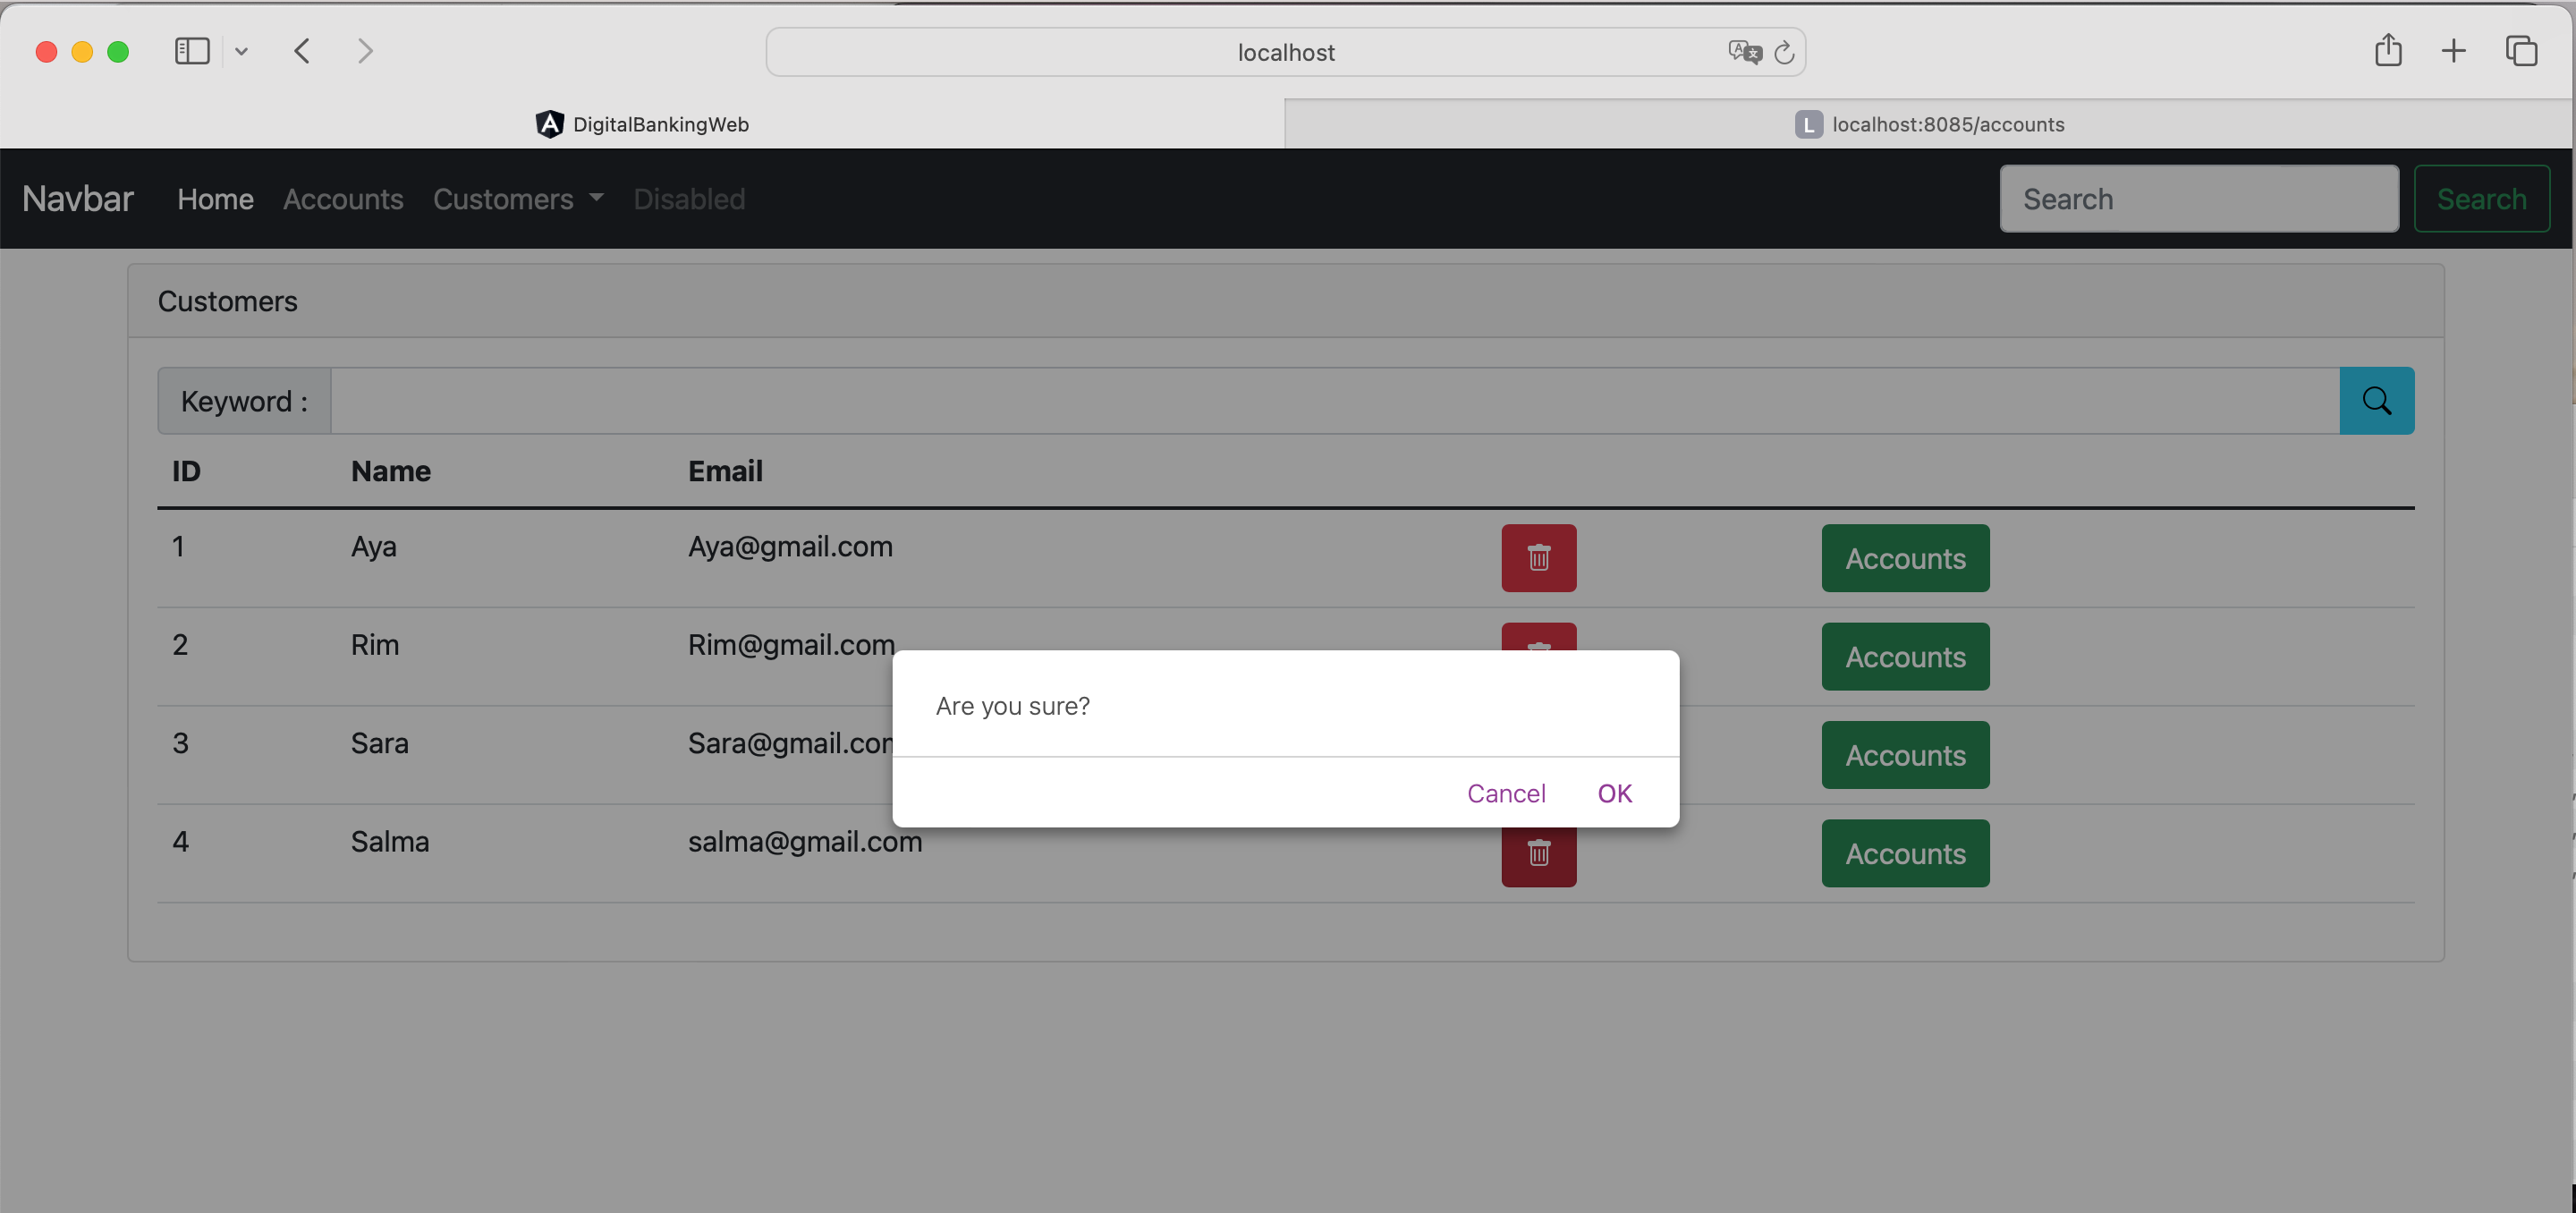 localhost
DigitalBankingWeb
L localhost:8085/accounts
Navbar Home Accounts Customers Disabled Search Search
Customers
Keyword :
ID Name Email
1 Aya Aya@gmail.com Accounts
2 Rim Rim@gmail.com Accounts
Are you sure?
3 Sara Sara@gmail.com Accounts
Cancel OK
4 Salma salma@gmail.com Accounts